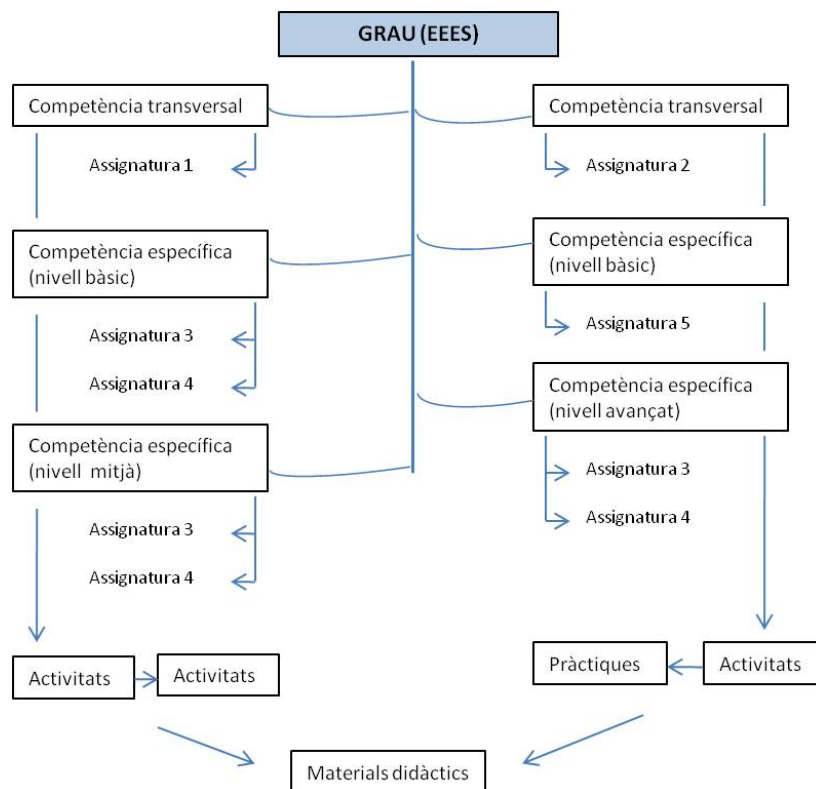 GRAU (EEES)
Competència transversal
Assignatura 1
Competència específica
(nivell bàsic)
Assignatura 3
Assignatura 4
Competència específica
(nivell mitjà)
Assignatura 3
Assignatura 4
Activitats
Activitats
Competència transversal
Assignatura 2
Competència específica
(nivell bàsic)
Assignatura 5
Competència específica
(nivell avançat)
Assignatura 3
Assignatura 4
Pràctiques
Activitats
Materials didàctics